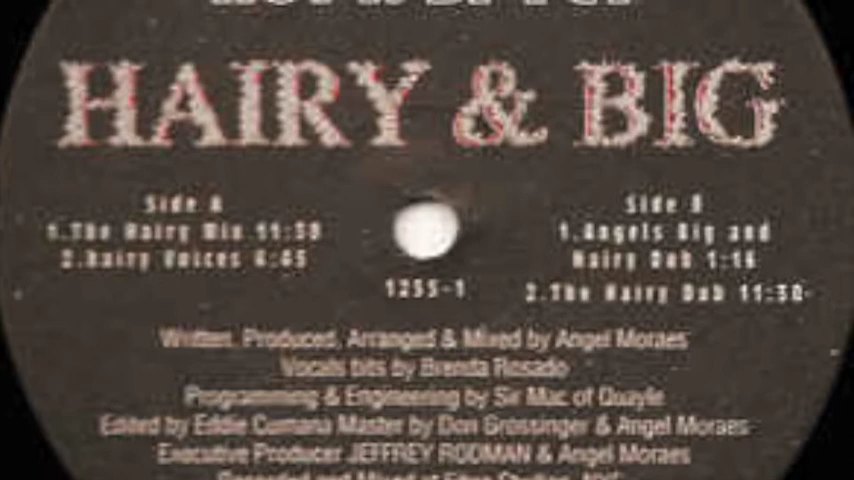 HAIRY & BIG
Side A
1.The Hairy Mix 11:30
2.Hairy Voices 4:45
Side B
1.Angels Big and
Hairy Dub
2.The Hairy Dub 11:30
1255-1
Written, Produced, Arranged & Mixed by Angel Moraes
Vocals bits by Brenda Rosado
Programming & Engineering by Sir Mac of Quayle
Edited by Eddie Cumana Master by Don Grossinger & Angel Moraes
Executive Producer JEFFREY RODMAN & Angel Moraes